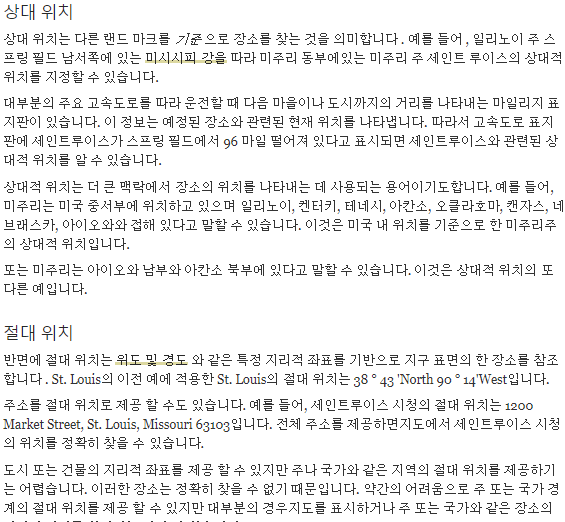 상대 위치
상대 위치는 다른 랜드 마크를 기준 으로 장소를 찾는 것을 의미합니다 . 예를 들어 , 일리노이 주 스
프링 필드 남서쪽에 있는 미시시피 강을 따라 미주리 동부에있는 미주리 주 세인트 루이스의 상대적
위치를 지정할 수 있습니다.
대부분의 주요 고속도로를 따라 운전할 때 다음 마을이나 도시까지의 거리를 나타내는 마일리지 표
지판이 있습니다. 이 정보는 예정된 장소와 관련된 현재 위치를 나타냅니다. 따라서 고속도로 표지
판에 세인트루이스가 스프링 필드에서 96 마일 떨어져 있다고 표시되면 세인트루이스와 관련된 상
대적 위치를 알 수 있습니다.
상대적 위치는 더 큰 맥락에서 장소의 위치를 나타내는 데 사용되는 용어이기도합니다. 예를 들어,
미주리는 미국 중서부에 위치하고 있으며 일리노이, 켄터키, 테네시, 아칸소, 오클라호마, 캔자스, 네
브래스카, 아이오와와 접해 있다고 말할 수 있습니다. 이것은 미국 내 위치를 기준으로 한 미주리주
의 상대적 위치입니다.
또는 미주리는 아이오와 남부와 아칸소 북부에 있다고 말할 수 있습니다. 이것은 상대적 위치의 또
다른 예입니다.
절대 위치
반면에 절대 위치는 위도 및 경도 와 같은 특정 지리적 좌표를 기반으로 지구 표면의 한 장소를 참조
합니다 . St. Louis의 이전 예에 적용한 St. Louis의 절대 위치는 38 ° 43 'North 90 ° 14'West입니다.
주소를 절대 위치로 제공 할 수도 있습니다. 예를 들어, 세인트루이스 시청의 절대 위치는 1200
Market Street, St. Louis, Missouri 63103입니다. 전체 주소를 제공하면지도에서 세인트루이스 시청
의 위치를 정확히 찾을 수 있습니다.
도시 또는 건물의 지리적 좌표를 제공 할 수 있지만 주나 국가와 같은 지역의 절대 위치를 제공하기
는 어렵습니다. 이러한 장소는 정확히 찾을 수 없기 때문입니다. 약간의 어려움으로 주 또는 국가 경
계의 절대 위치를 제공 할 수 있지만 대부분의 경우지도를 표시하거나 주 또는 국가와 같은 장소의